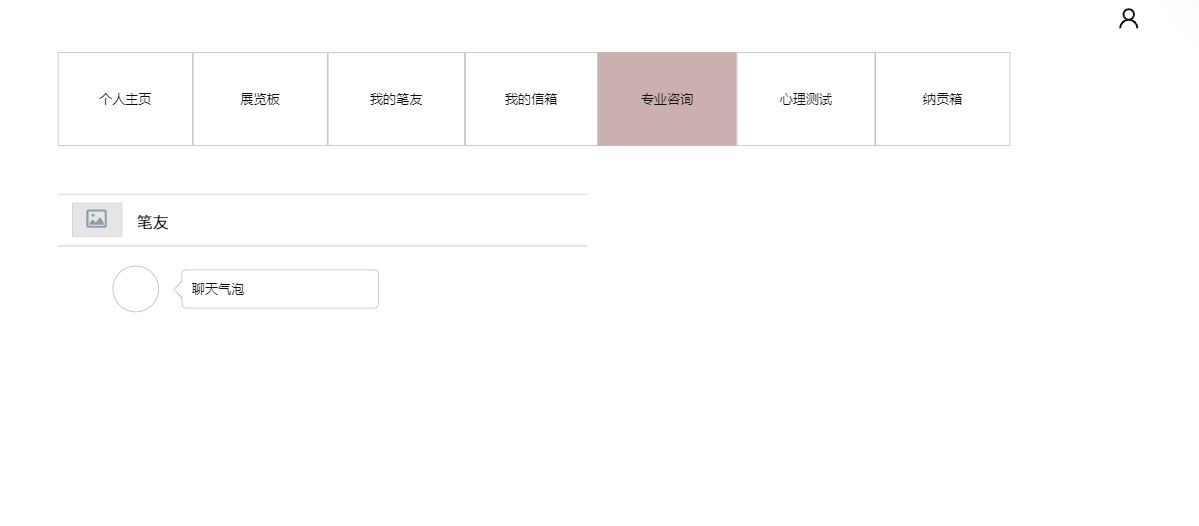 个人主页
展览板
我的笔友
我的信箱
专业咨询
心理测试
纳贡箱
笔友
聊天气泡